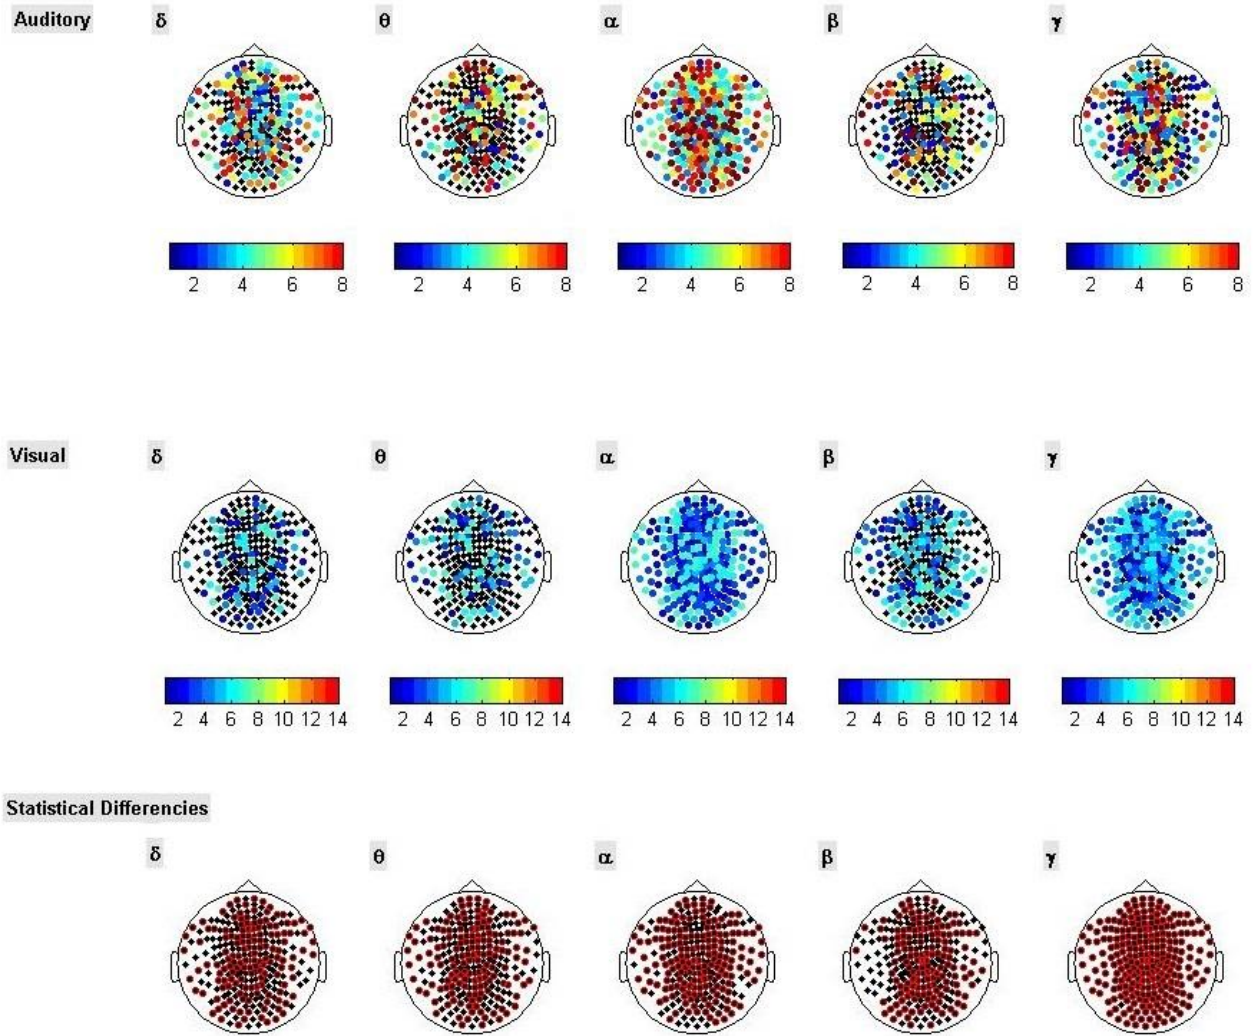 Auditory δ θ α β γ
2 4 6 8 2 4 6 8 2 4 6 8 2 4 6 8 2 4 6 8
Visual δ θ α β γ
2 4 6 8 10 12 14 2 4 6 8 10 12 14 2 4 6 8 10 12 14 2 4 6 8 10 12 14 2 4 6 8 10 12 14
Statistical Differencies
δ θ α β γ